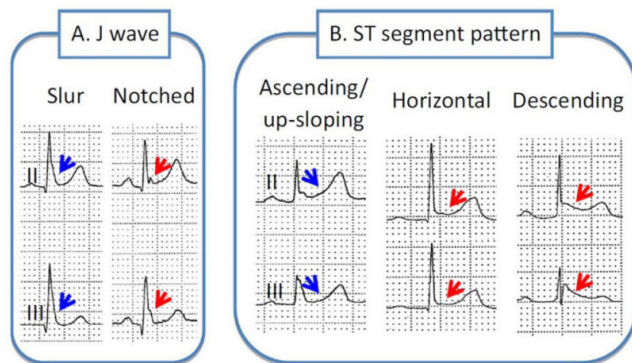 A. J wave
Slur
Notched
II
III
B. ST segment pattern
Ascending/
up-sloping
Horizontal
Descending
II
III